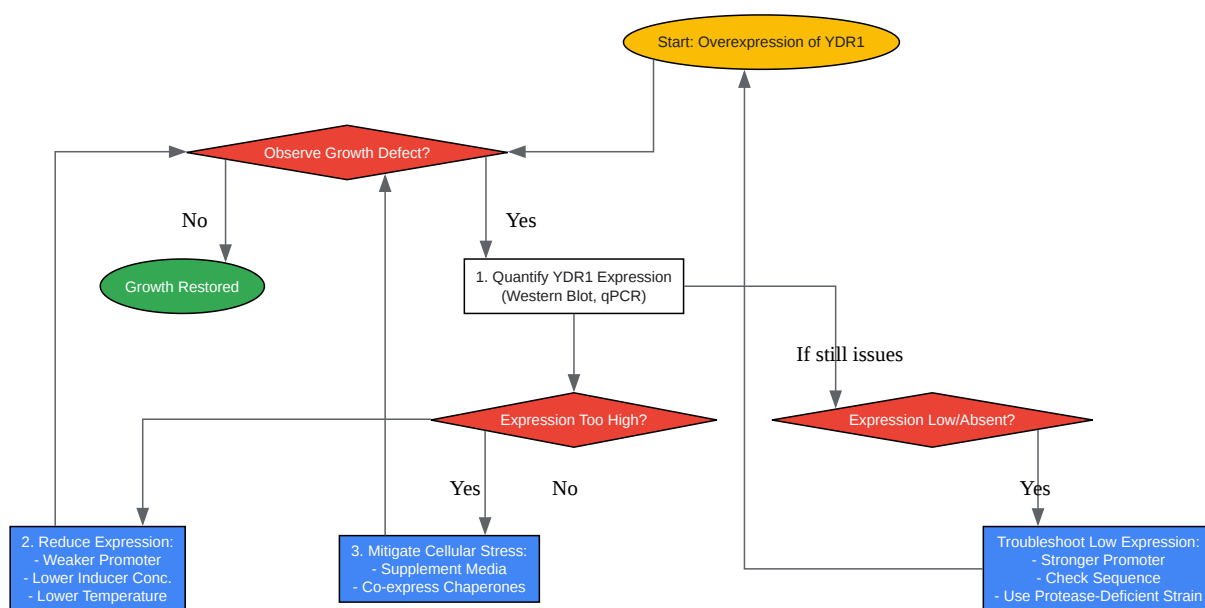 Start: Overexpression of YDR1
Observe Growth Defect?
No
Yes
Growth Restored
1. Quantify YDR1 Expression
(Western Blot, qPCR)
If still issues
Expression Too High?
Expression Low/Absent?
Yes
No
Yes
2. Reduce Expression:
- Weaker Promoter
- Lower Inducer Conc.
- Lower Temperature
3. Mitigate Cellular Stress:
- Supplement Media
- Co-express Chaperones
Troubleshoot Low Expression:
- Stronger Promoter
- Check Sequence
- Use Protease-Deficient Strain